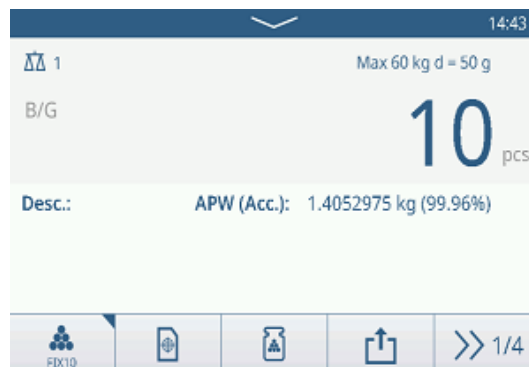 14:43
1 Max 60 kg d = 50 g
B/G
10 pcs
Desc.: APW (Acc.): 1.4052975 kg (99.96%)
FIX10
1/4